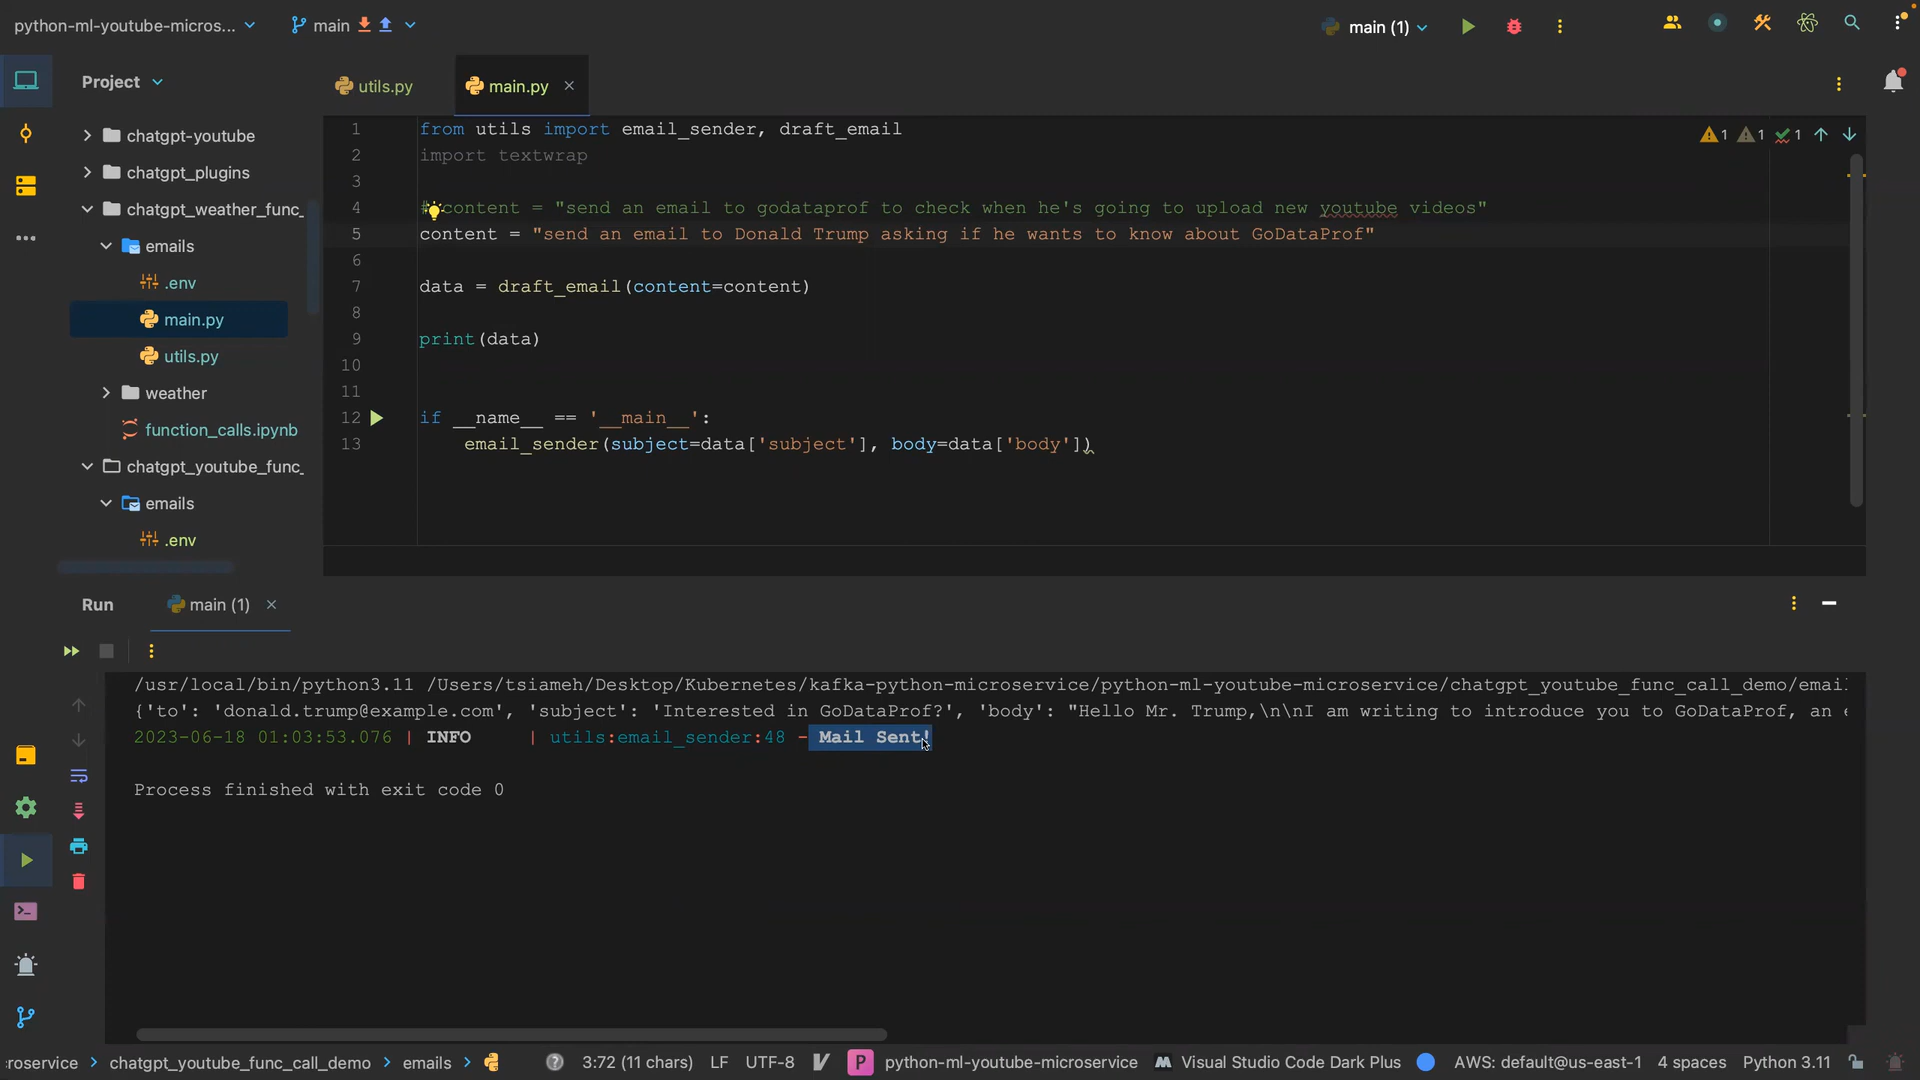 python-ml-youtube-micros...
main
main (1)
Project
utils.py
main.py
chatgpt-youtube
chatgpt_plugins
chatgpt_weather_func_
emails
.env
main.py
utils.py
weather
function_calls.ipynb
chatgpt_youtube_func_
emails
.env
1 from utils import email_sender, draft_email
2 import textwrap
3
4 # content = "send an email to godataprof to check when he's going to upload new youtube videos"
5 content = "send an email to Donald Trump asking if he wants to know about GoDataProf"
6
7 data = draft_email(content=content)
8
9 print(data)
10
11
12 if __name__ == '__main__':
13 email_sender(subject=data['subject'], body=data['body'])
1 1 1
Run
main (1)
/usr/local/bin/python3.11 /Users/tsiameh/Desktop/Kubernetes/kafka-python-microservice/python-ml-youtube-microservice/chatgpt_youtube_func_call_demo/emai
{'to': 'donald.trump@example.com', 'subject': 'Interested in GoDataProf?', 'body': "Hello Mr. Trump,\n\nI am writing to introduce you to GoDataProf, an e
2023-06-18 01:03:53.076 | INFO | utils:email_sender:48 - Mail Sent!
Process finished with exit code 0
croservice > chatgpt_youtube_func_call_demo > emails >
3:72 (11 chars) LF UTF-8 P python-ml-youtube-microservice Visual Studio Code Dark Plus AWS: default@us-east-1 4 spaces Python 3.11